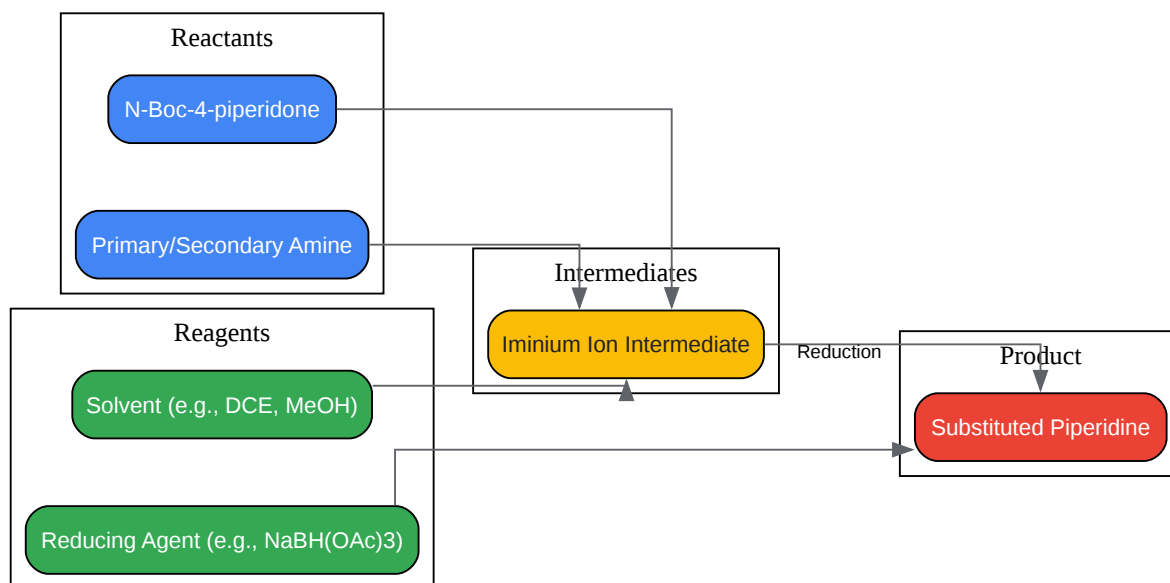 Reactants
N-Boc-4-piperidone
Primary/Secondary Amine
Intermediates
Iminium Ion Intermediate
Reagents
Solvent (e.g., DCE, MeOH)
Reducing Agent (e.g., NaBH(OAc)3)
Reduction
Product
Substituted Piperidine